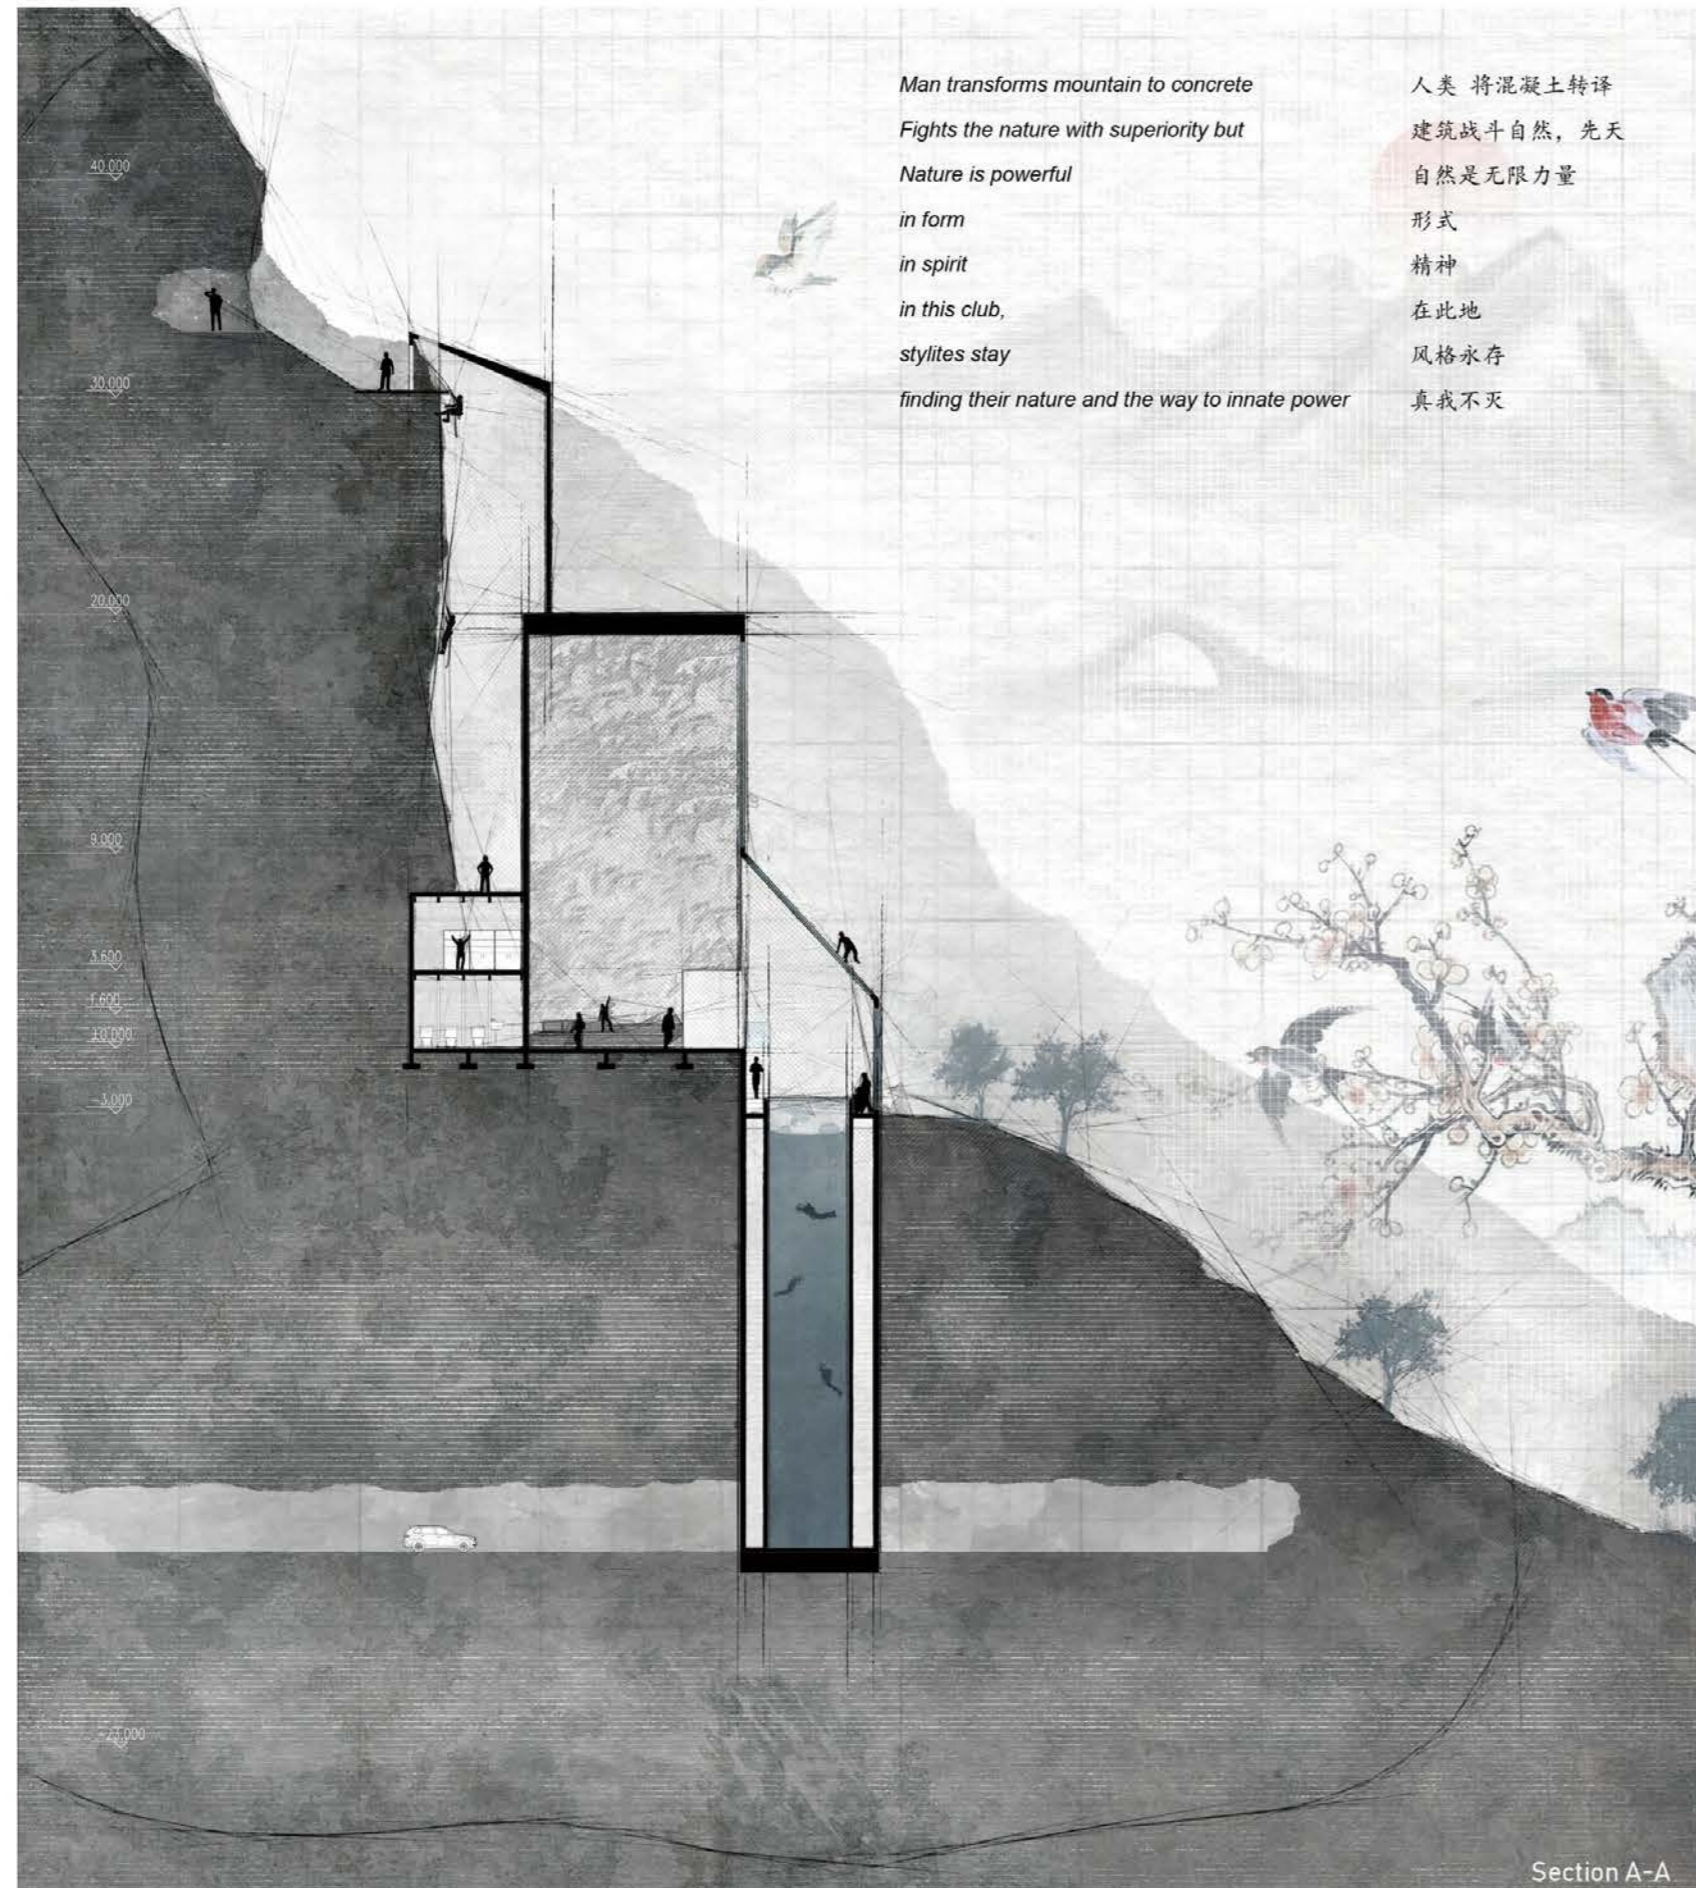 Man transforms mountain to concrete
Fights the nature with superiority but
Nature is powerful
in form
in spirit
in this club,
stylites stay
finding their nature and the way to innate power
人类 将混凝土转译
建筑战斗自然，先天
自然是无限力量
形式
精神
在此地
风格永存
真我不灭
40.000
30.000
20.000
9.000
3.600
1.600
±0.000
-3.000
-23.000
Section A-A